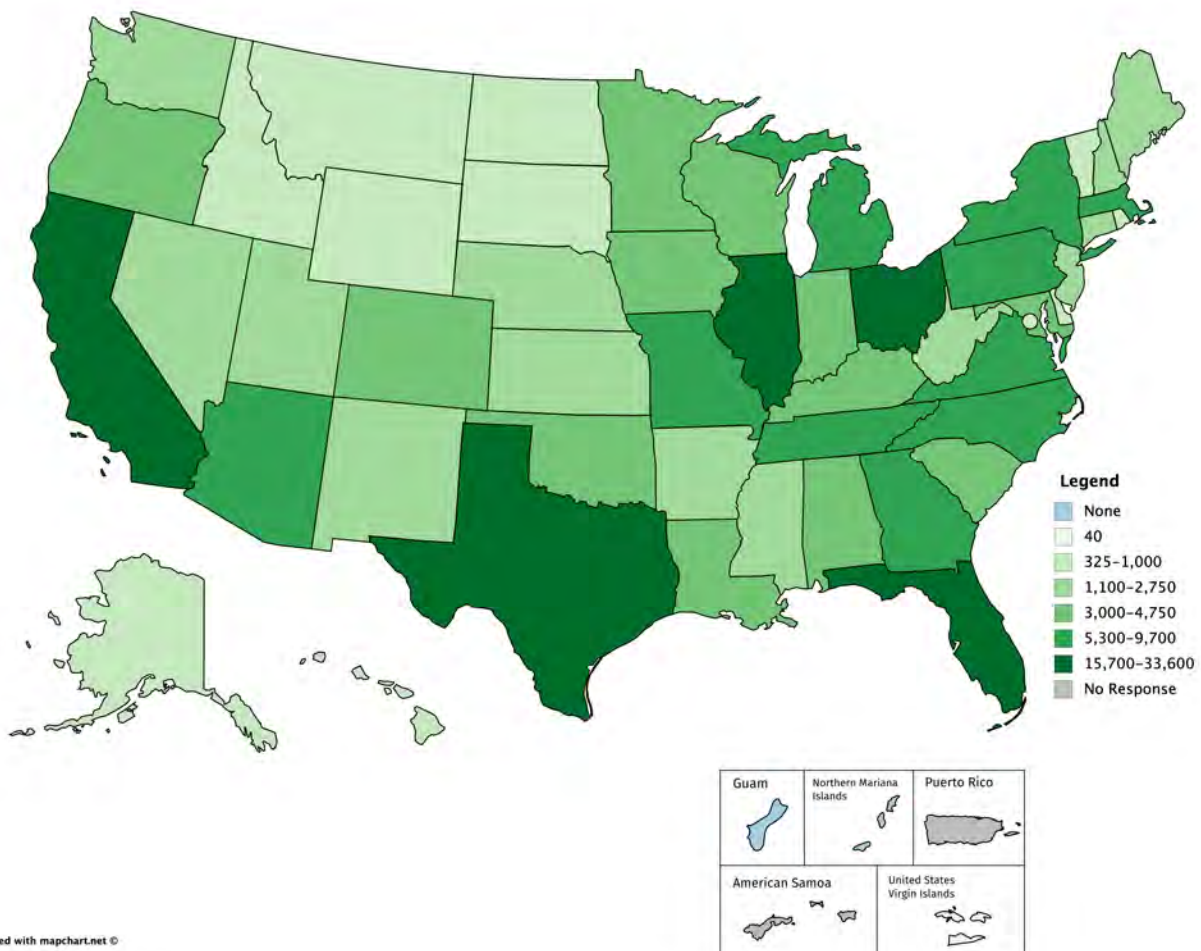 Legend
None
40
325–1,000
1,100–2,750
3,000–4,750
5,300–9,700
15,700–33,600
No Response
Guam
Northern Mariana
Islands
Puerto Rico
American Samoa
United States
Virgin Islands
ed with mapchart.net ©